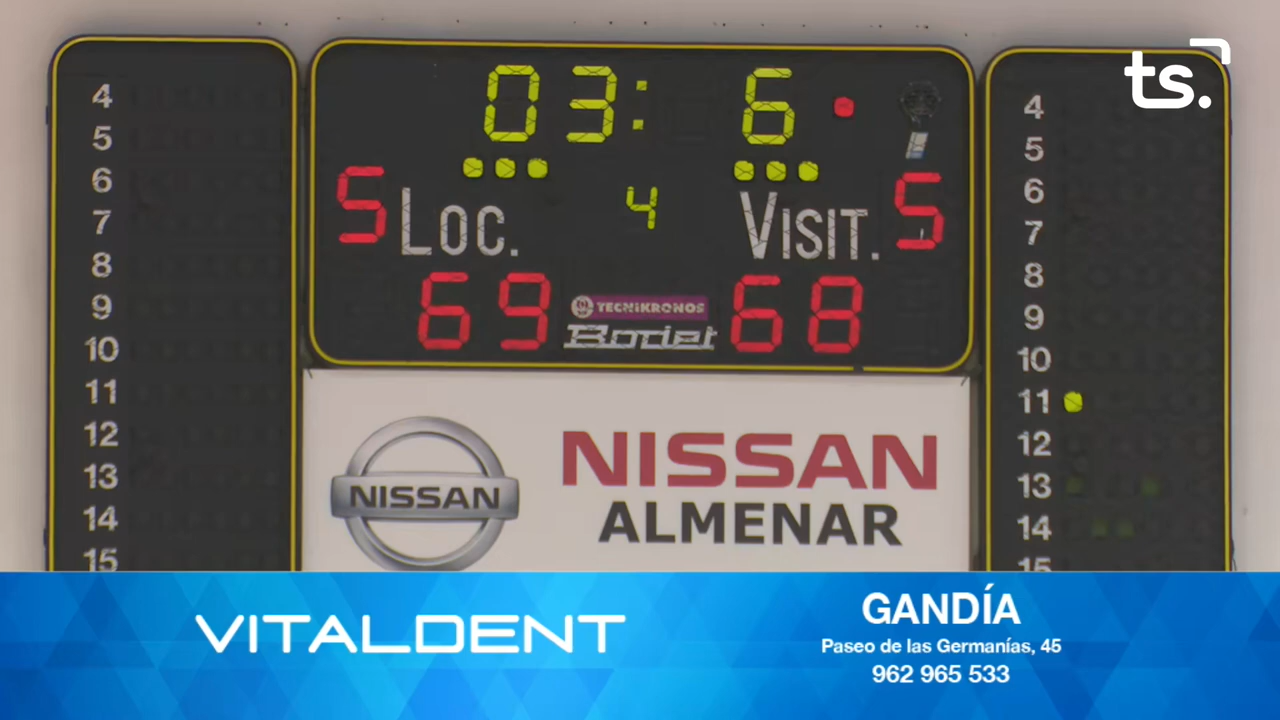 ts.
03: 6
5 LOC. 4 VISIT. 5
69 68
TECNIKRONOS
Bodet
4
5
6
7
8
9
10
11
12
13
14
15
4
5
6
7
8
9
10
11
12
13
14
15
NISSAN
NISSAN
ALMENAR
VITALDENT
GANDÍA
Paseo de las Germanías, 45
962 965 533